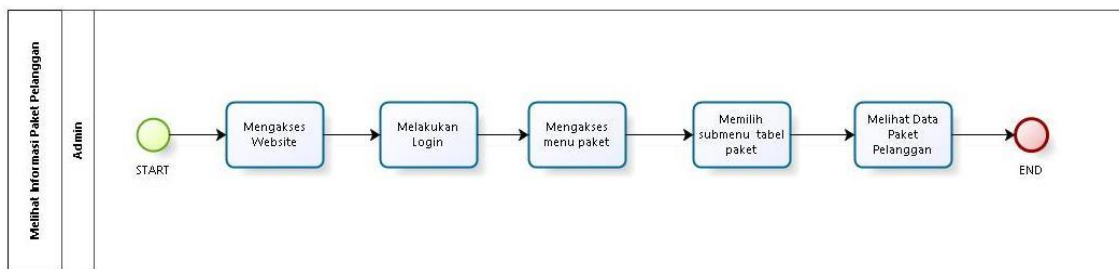 Melihat Informasi Paket Pelanggan
Admin
START
Mengakses
Website
Melakukan
Login
Mengakses
menu paket
Memilih
submenu tabel
paket
Melihat Data
Paket
Pelanggan
END